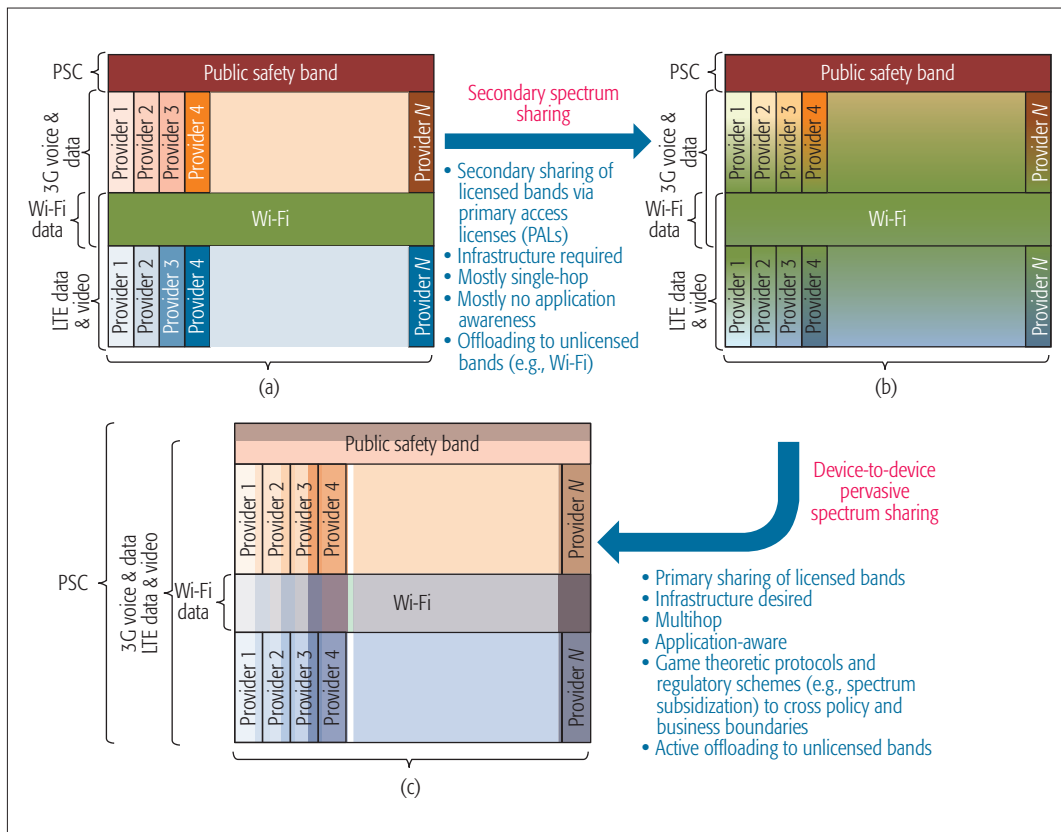 PSC
Public safety band
3G voice &
data
Provider 1
Provider 2
Provider 3
Provider 4
Provider N
Wi-Fi
data
Wi-Fi
LTE data
& video
Provider 1
Provider 2
Provider 3
Provider 4
Provider N
(a)
Secondary spectrum
sharing
• Secondary sharing of
licensed bands via
primary access
licenses (PALs)
• Infrastructure required
• Mostly single-hop
• Mostly no application
awareness
• Offloading to unlicensed
bands (e.g., Wi-Fi)
PSC
Public safety band
3G voice &
data
Provider 1
Provider 2
Provider 3
Provider 4
Provider N
Wi-Fi
data
Wi-Fi
LTE data
& video
Provider 1
Provider 2
Provider 3
Provider 4
Provider N
(b)
PSC
3G voice & data
LTE data & video
Public safety band
Provider 1
Provider 2
Provider 3
Provider 4
Provider N
Wi-Fi
data
Wi-Fi
Provider 1
Provider 2
Provider 3
Provider 4
Provider N
(c)
Device-to-device
pervasive
spectrum sharing
• Primary sharing of licensed bands
• Infrastructure desired
• Multihop
• Application-aware
• Game theoretic protocols and
regulatory schemes (e.g., spectrum
subsidization) to cross policy and
business boundaries
• Active offloading to unlicensed bands